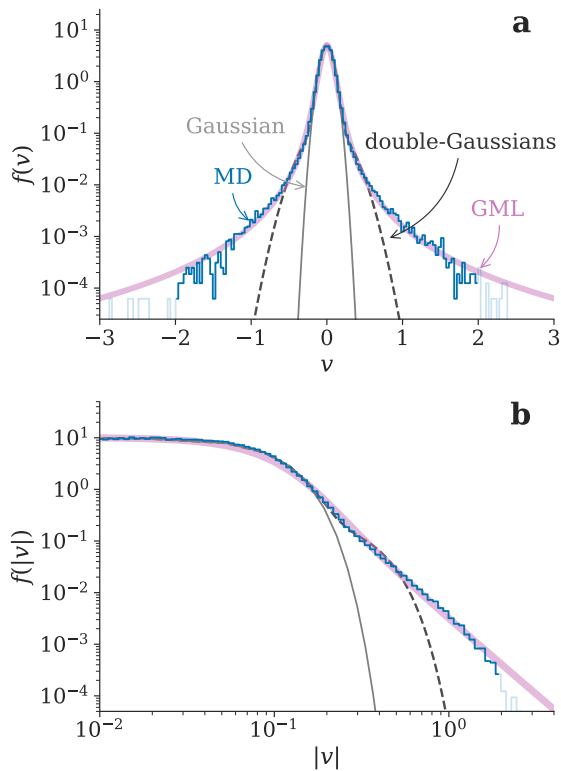 a
10¹
10⁰
10⁻¹
10⁻²
10⁻³
10⁻⁴
f(v)
Gaussian
double-Gaussians
MD
GML
−3 −2 −1 0 1 2 3
v
b
10¹
10⁰
10⁻¹
10⁻²
10⁻³
10⁻⁴
f(|v|)
10⁻² 10⁻¹ 10⁰
|v|